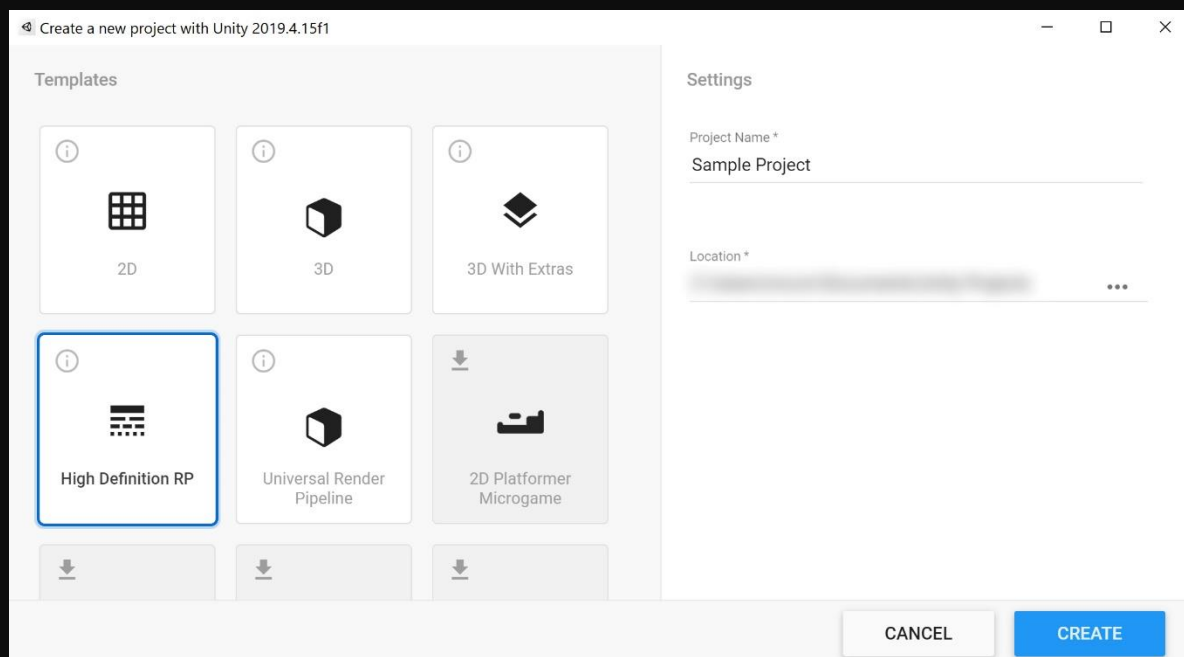 Create a new project with Unity 2019.4.15f1
Templates
2D
3D
3D With Extras
High Definition RP
Universal Render
Pipeline
2D Platformer
Microgame
Settings
Project Name *
Sample Project
Location *
CANCEL
CREATE